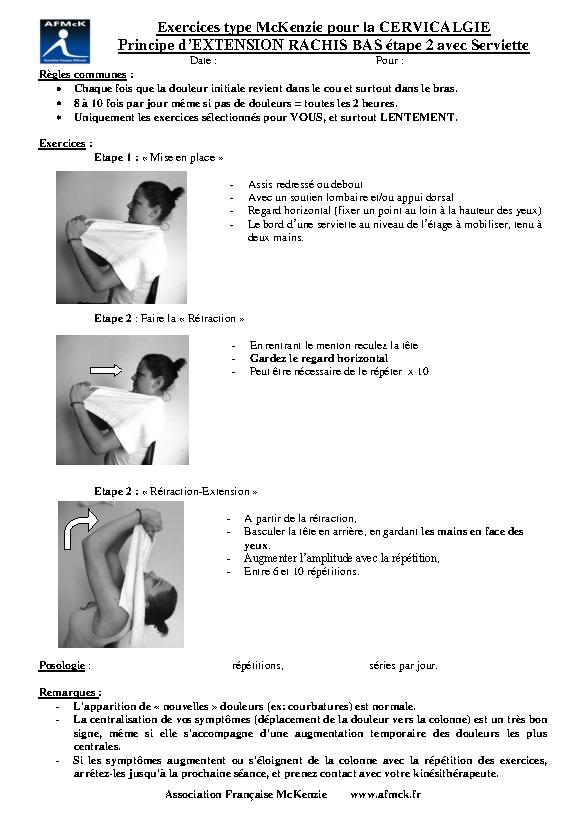 AFMcK
Association Française McKenzie
Exercices type McKenzie pour la CERVICALGIE
Principe d’EXTENSION RACHIS BAS étape 2 avec Serviette
Date : Pour :
Règles communes :
• Chaque fois que la douleur initiale revient dans le cou et surtout dans le bras.
• 8 à 10 fois par jour même si pas de douleurs = toutes les 2 heures.
• Uniquement les exercices sélectionnés pour VOUS, et surtout LENTEMENT.
Exercices :
Etape 1 : « Mise en place »
- Assis redressé ou debout
- Avec un soutien lombaire et/ou appui dorsal
- Regard horizontal (fixer un point au loin à la hauteur des yeux)
- Le bord d’une serviette au niveau de l’étage à mobiliser, tenu à
deux mains.
Etape 2 : Faire la « Rétraction »
- En rentrant le menton reculez la tête
- Gardez le regard horizontal
- Peut être nécessaire de le répéter x 10
Etape 2 : « Rétraction-Extension »
- A partir de la rétraction,
- Basculer la tête en arrière, en gardant les mains en face des
yeux.
- Augmenter l’amplitude avec la répétition,
- Entre 6 et 10 répétitions.
Posologie : répétitions, séries par jour.
Remarques :
- L’apparition de « nouvelles » douleurs (ex: courbatures) est normale.
- La centralisation de vos symptômes (déplacement de la douleur vers la colonne) est un très bon
signe, même si elle s’accompagne d’une augmentation temporaire des douleurs les plus
centrales.
- Si les symptômes augmentent ou s’éloignent de la colonne avec la répétition des exercices,
arrêtez-les jusqu’à la prochaine séance, et prenez contact avec votre kinésithérapeute.
Association Française McKenzie www.afmck.fr